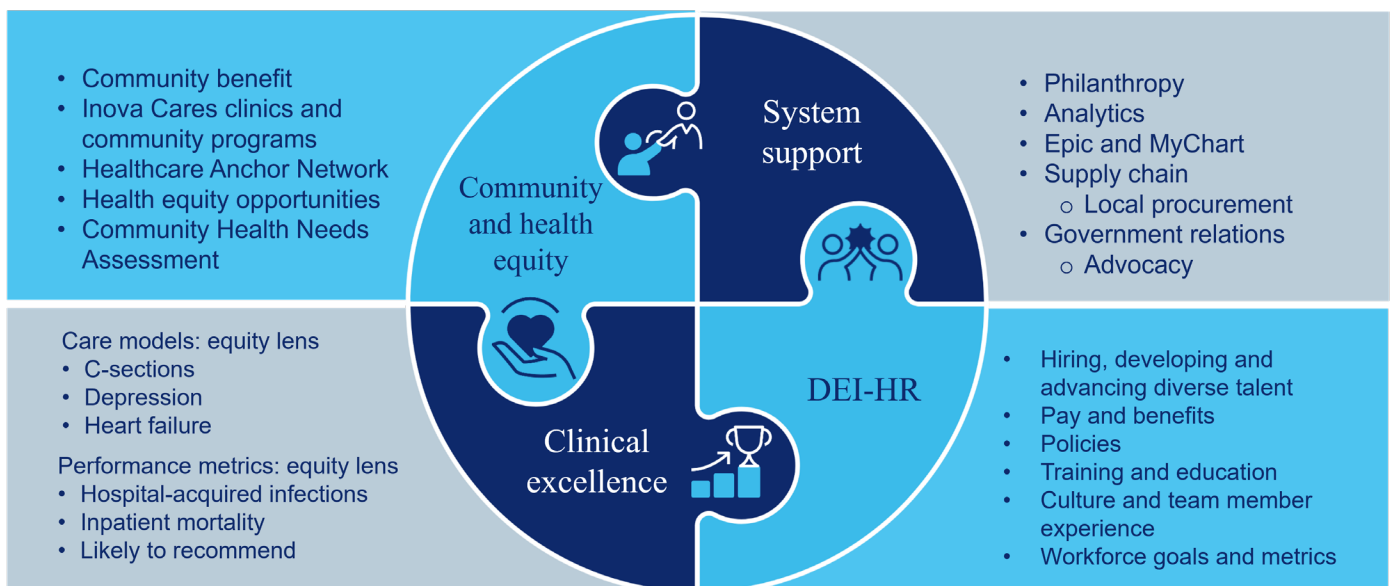 • Community benefit
• Inova Cares clinics and
community programs
• Healthcare Anchor Network
• Health equity opportunities
• Community Health Needs
Assessment
Community
and health
equity
System
support
• Philanthropy
• Analytics
• Epic and MyChart
• Supply chain
o Local procurement
• Government relations
o Advocacy
Care models: equity lens
• C-sections
• Depression
• Heart failure
Performance metrics: equity lens
• Hospital-acquired infections
• Inpatient mortality
• Likely to recommend
Clinical
excellence
DEI-HR
• Hiring, developing and
advancing diverse talent
• Pay and benefits
• Policies
• Training and education
• Culture and team member
experience
• Workforce goals and metrics